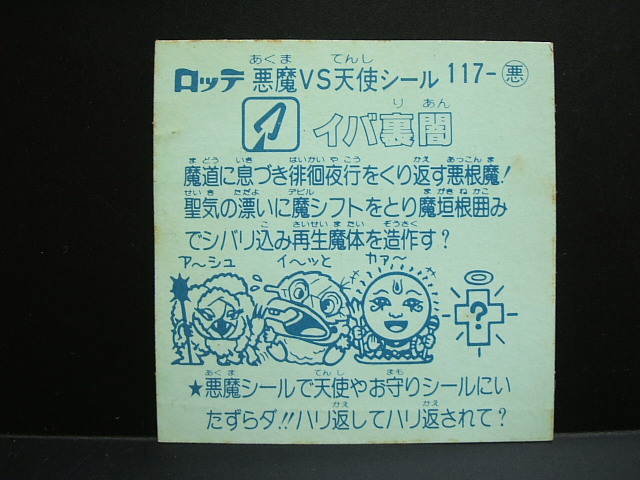 ロッテ 悪魔VS天使シール 117-悪
あくま てんし
イバ裏闇
り あん
魔道に息づき徘徊夜行をくり返す悪根魔!
まどう いき はいかいやこう かえ あっこんま
聖気の漂いに魔シフトをとり魔垣根囲み
せいき ただよ デビル まがきねかこ
でシバリ込み再生魔体を造作す?
こ さいせいまたい ぞうさく
ア〜シュ イ〜ッと カァ〜
?
★悪魔シールで天使やお守りシールにい
あくま てんし まも
たずらダ!!ハリ返してハリ返されて?
かえ かえ